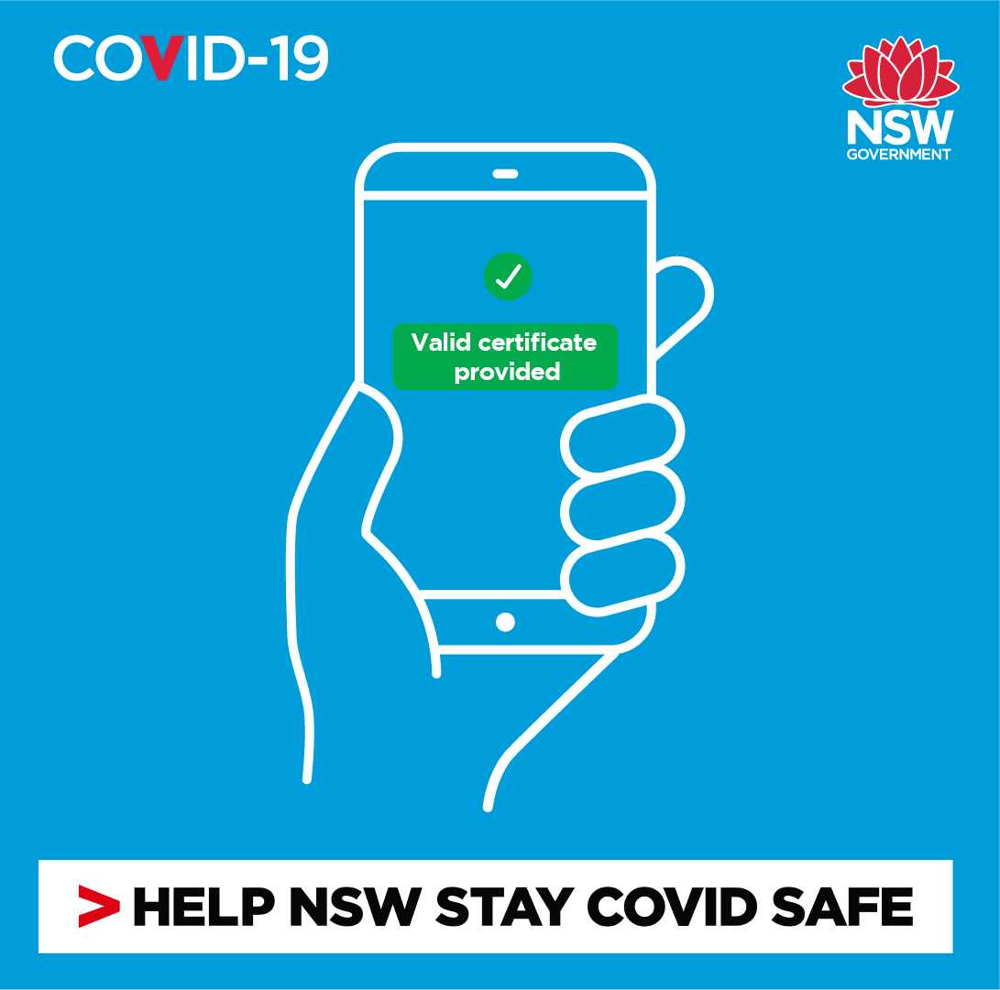 COVID-19
NSW
GOVERNMENT
Valid certificate
provided
> HELP NSW STAY COVID SAFE